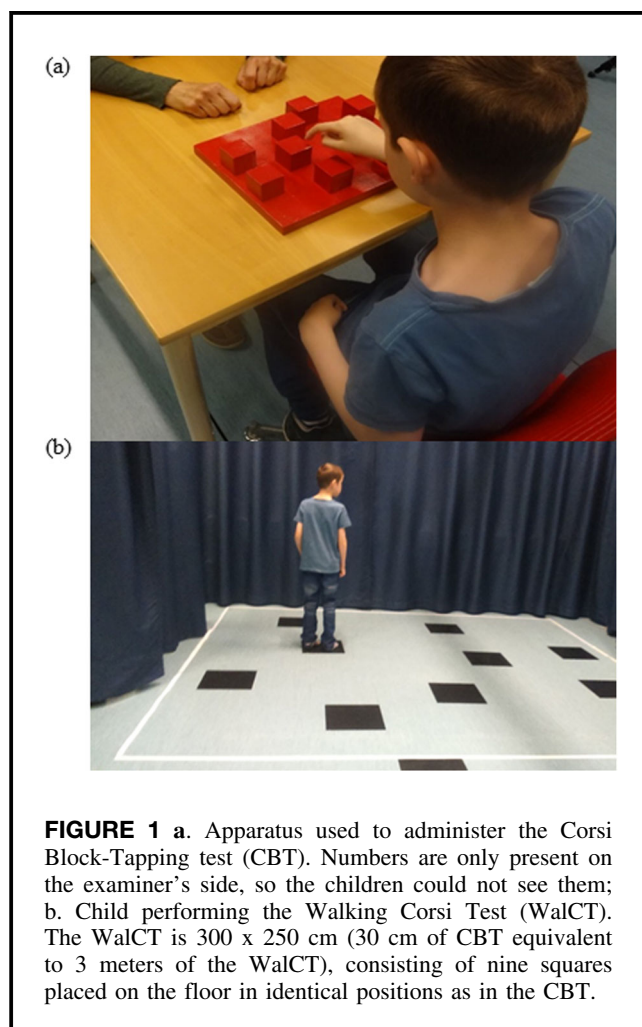 (a)
(b)
FIGURE 1 a. Apparatus used to administer the Corsi
Block-Tapping test (CBT). Numbers are only present on
the examiner's side, so the children could not see them;
b. Child performing the Walking Corsi Test (WalCT).
The WalCT is 300 x 250 cm (30 cm of CBT equivalent
to 3 meters of the WalCT), consisting of nine squares
placed on the floor in identical positions as in the CBT.